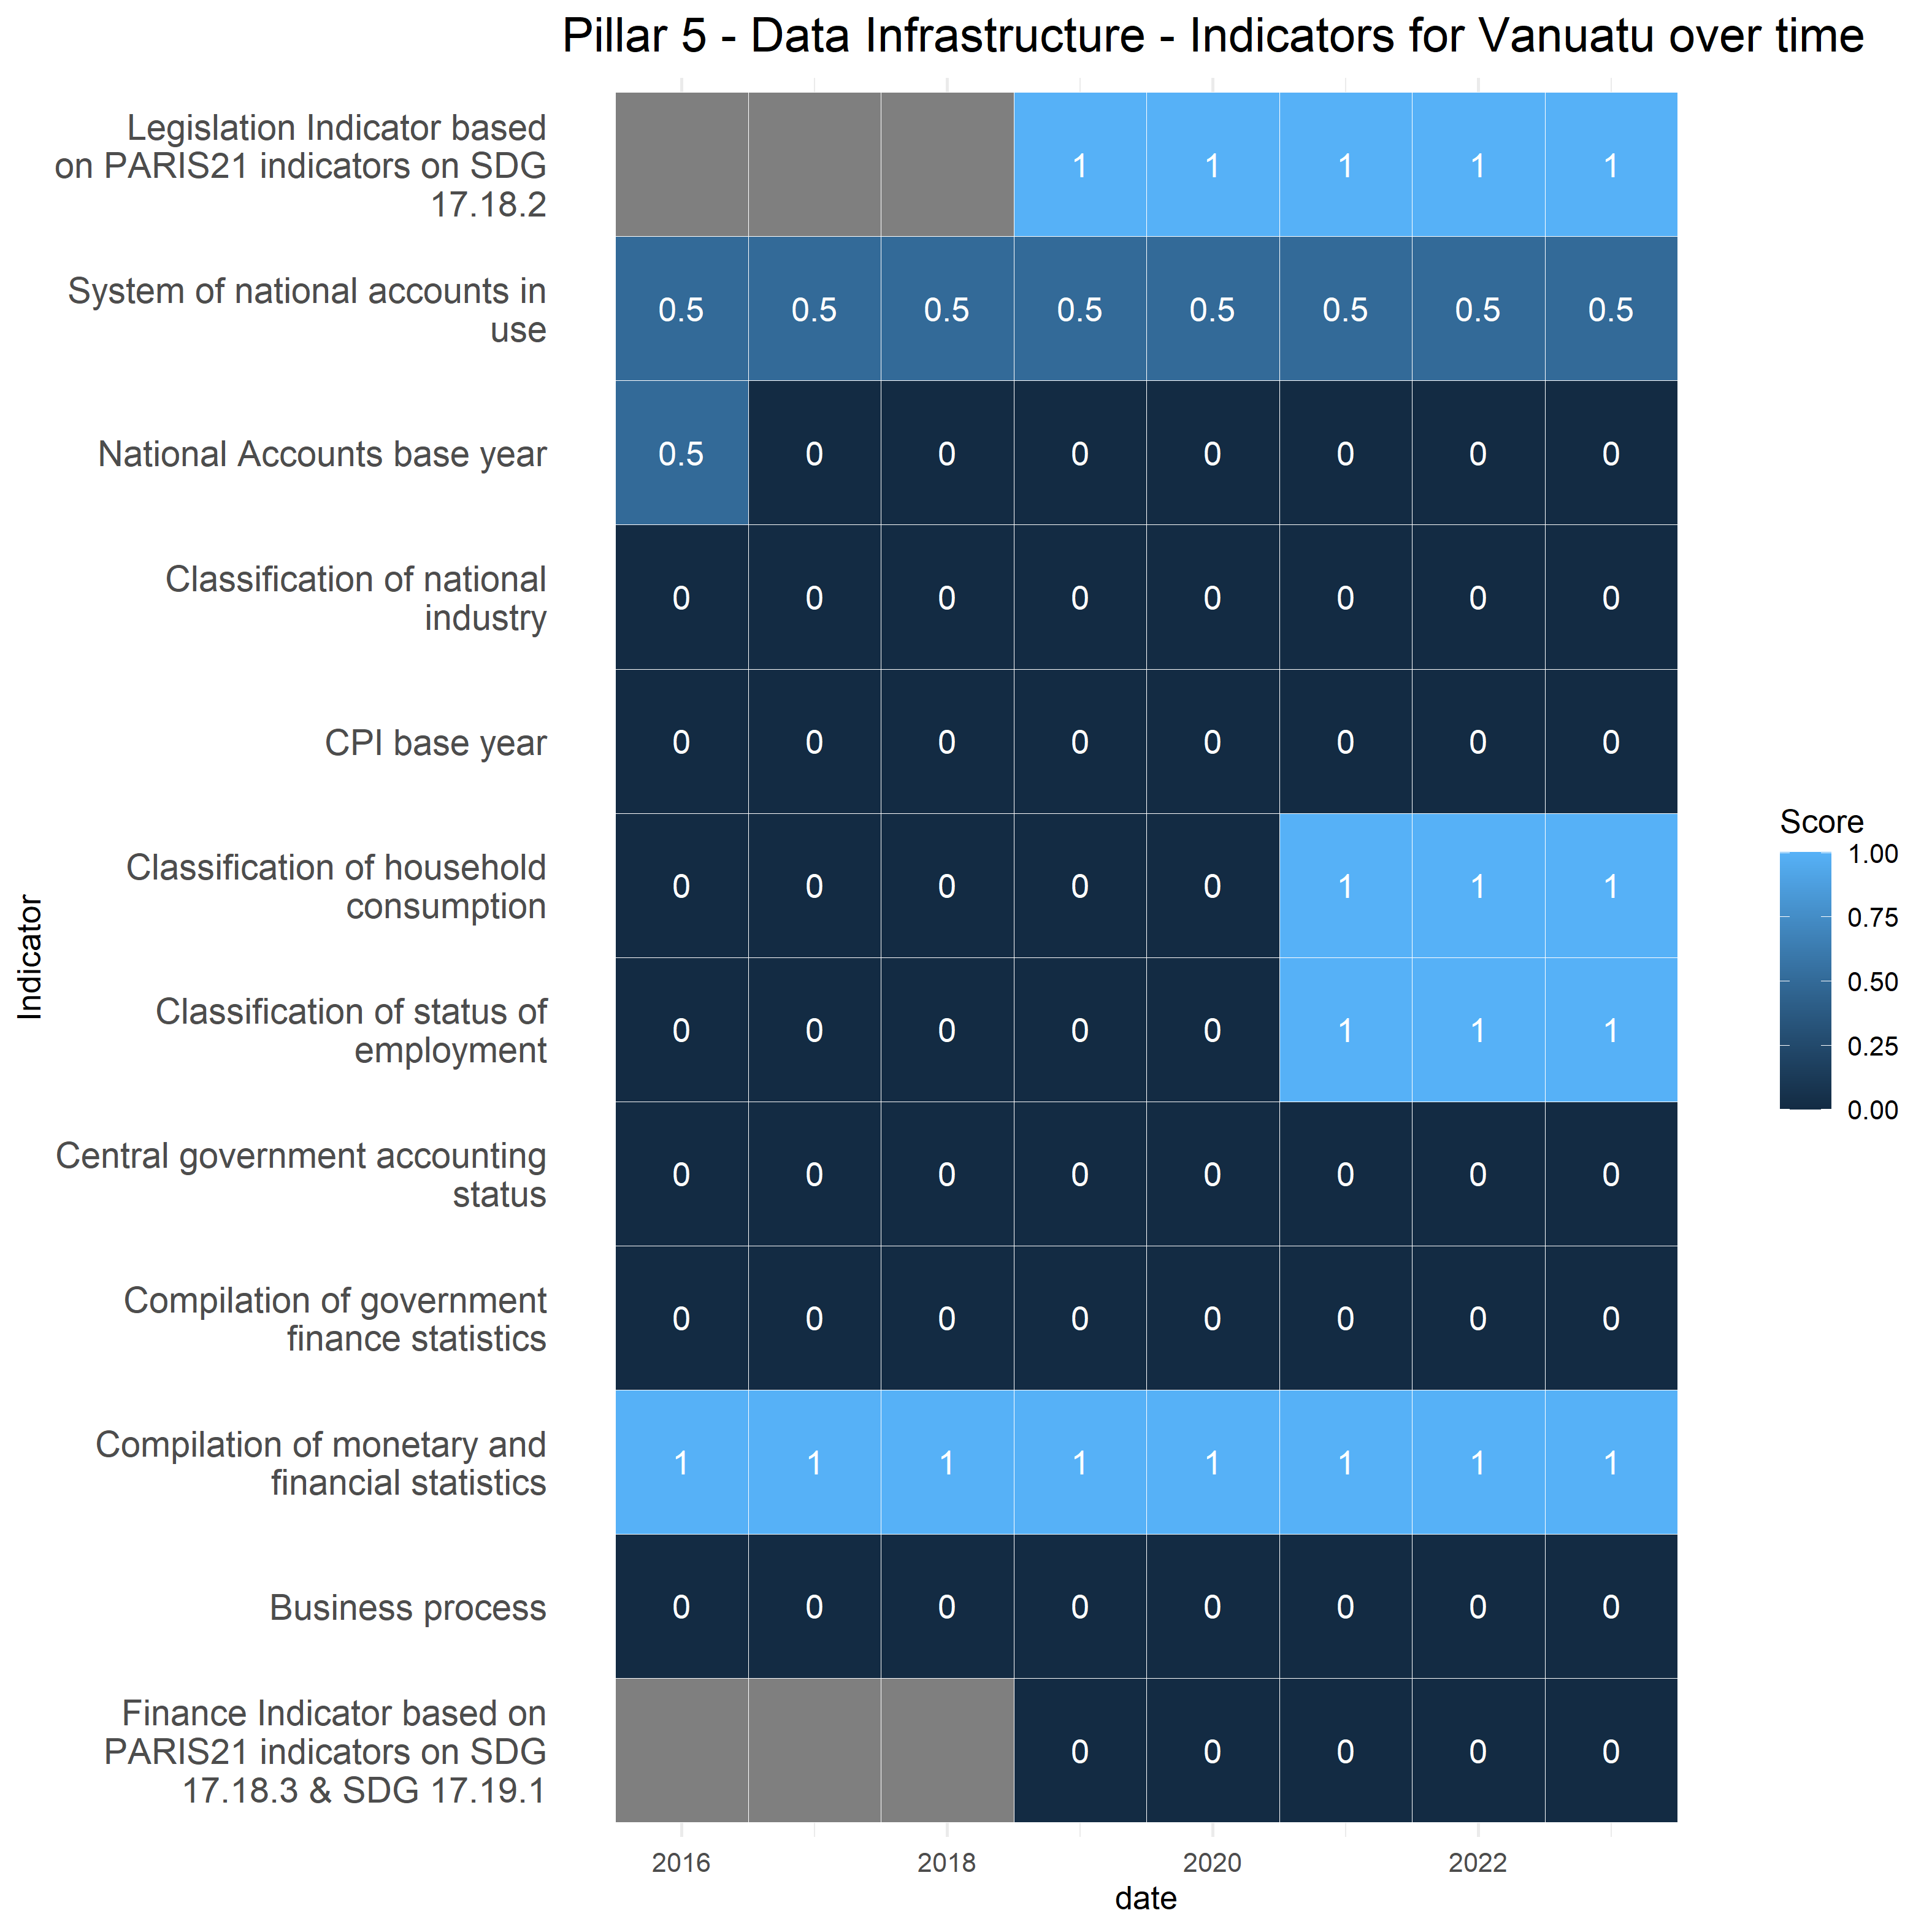 Pillar 5 - Data Infrastructure - Indicators for Vanuatu over time
Indicator
Legislation Indicator based
on PARIS21 indicators on SDG
17.18.2
1 1 1 1 1
System of national accounts in
use
0.5 0.5 0.5 0.5 0.5 0.5 0.5 0.5
National Accounts base year
0.5 0 0 0 0 0 0 0
Classification of national
industry
0 0 0 0 0 0 0 0
CPI base year
0 0 0 0 0 0 0 0
Classification of household
consumption
0 0 0 0 0 1 1 1
Classification of status of
employment
0 0 0 0 0 1 1 1
Central government accounting
status
0 0 0 0 0 0 0 0
Compilation of government
finance statistics
0 0 0 0 0 0 0 0
Compilation of monetary and
financial statistics
1 1 1 1 1 1 1 1
Business process
0 0 0 0 0 0 0 0
Finance Indicator based on
PARIS21 indicators on SDG
17.18.3 & SDG 17.19.1
0 0 0 0 0
2016 2018 2020 2022
date
Score
1.00
0.75
0.50
0.25
0.00